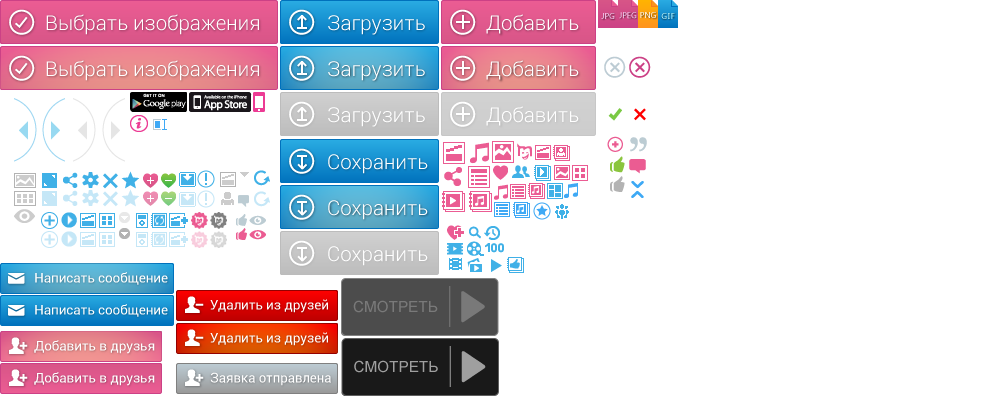 Выбрать изображения
Загрузить
Добавить
JPG
JPEG
PNG
GIF
Выбрать изображения
Загрузить
Добавить
GET IT ON
Google play
Available on the iPhone
App Store
Загрузить
Добавить
Сохранить
Сохранить
Сохранить
100
Написать сообщение
Написать сообщение
Удалить из друзей
СМОТРЕТЬ
Удалить из друзей
Добавить в друзья
СМОТРЕТЬ
Добавить в друзья
Заявка отправлена